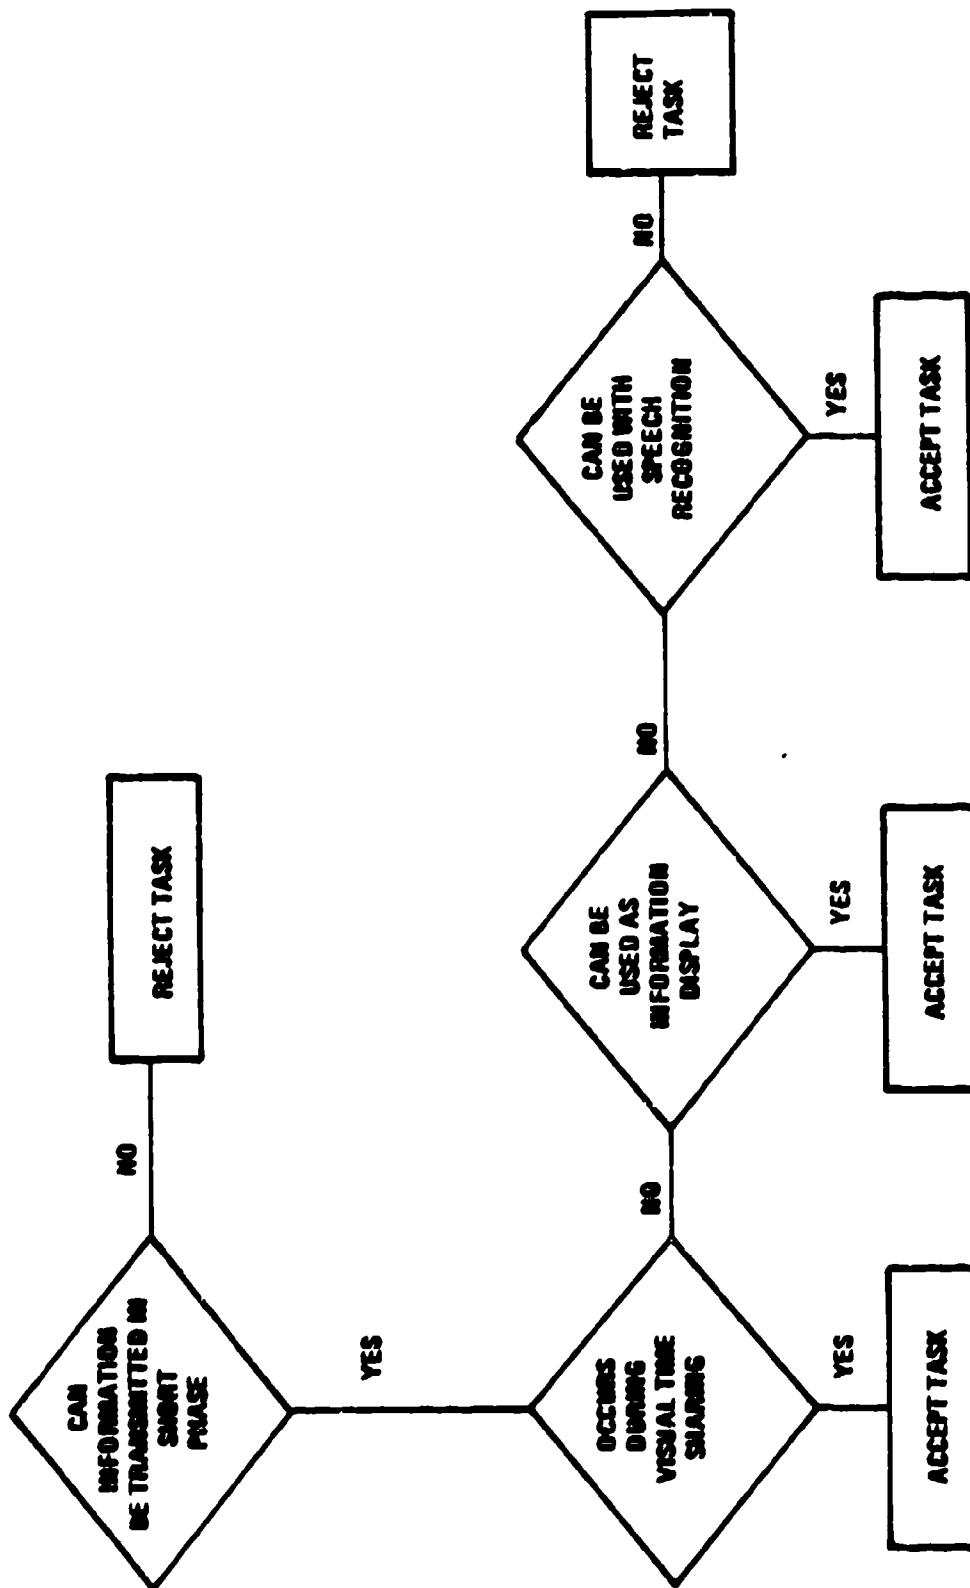 CAN
INFORMATION
BE TRANSMITTED IN
SHORT
PHASE
NO
REJECT TASK
YES
OCCURS
DURING
VISUAL TIME
SHARING
NO
CAN BE
USED AS
INFORMATION
DISPLAY
NO
CAN BE
USED WITH
SPEECH
RECOGNITION
NO
REJECT
TASK
YES
ACCEPT TASK
YES
ACCEPT TASK
YES
ACCEPT TASK